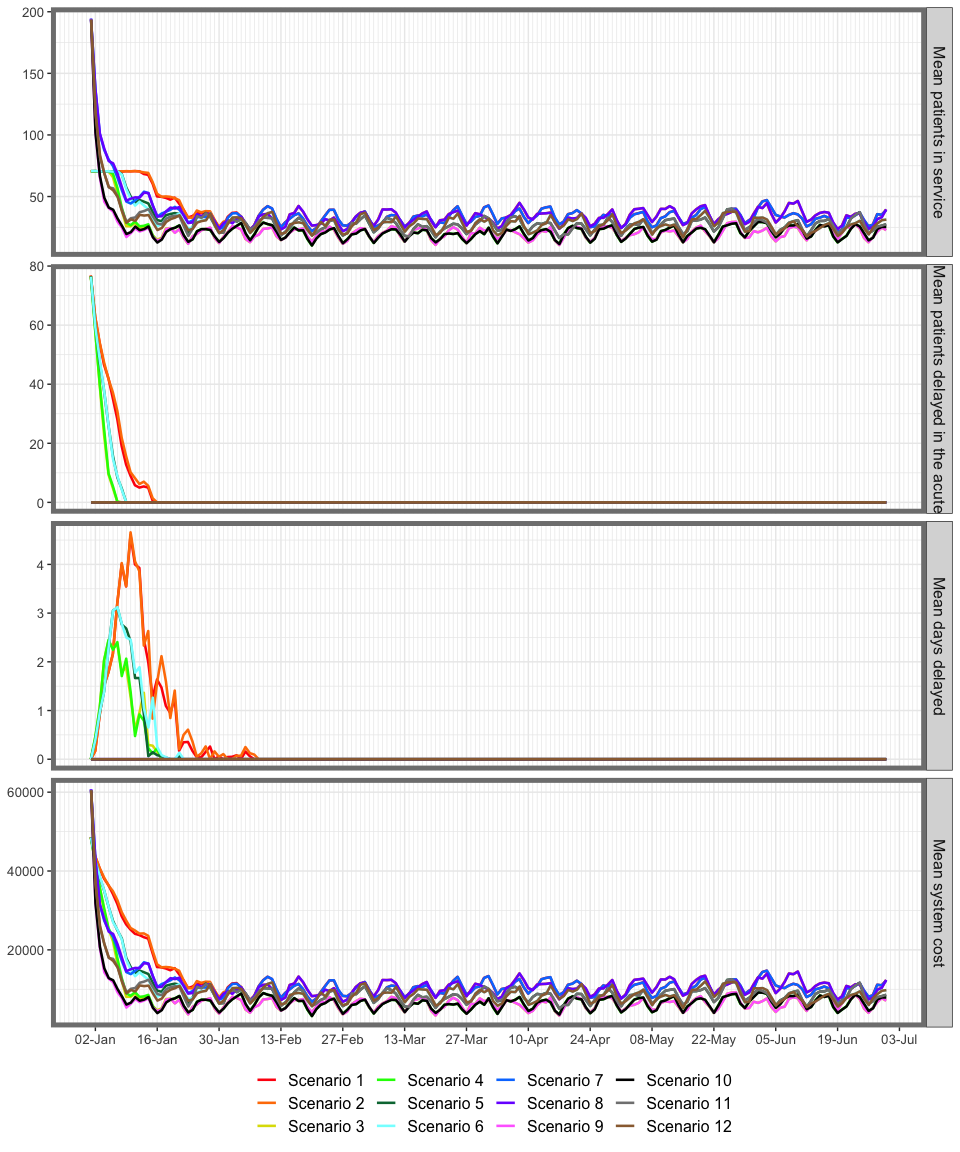 200
150
100
50
Mean patients in service
80
60
40
20
0
Mean patients delayed in the acute
4
3
2
1
0
Mean days delayed
60000
40000
20000
Mean system cost
02-Jan 16-Jan 30-Jan 13-Feb 27-Feb 13-Mar 27-Mar 10-Apr 24-Apr 08-May 22-May 05-Jun 19-Jun 03-Jul
Scenario 1 Scenario 4 Scenario 7 Scenario 10
Scenario 2 Scenario 5 Scenario 8 Scenario 11
Scenario 3 Scenario 6 Scenario 9 Scenario 12